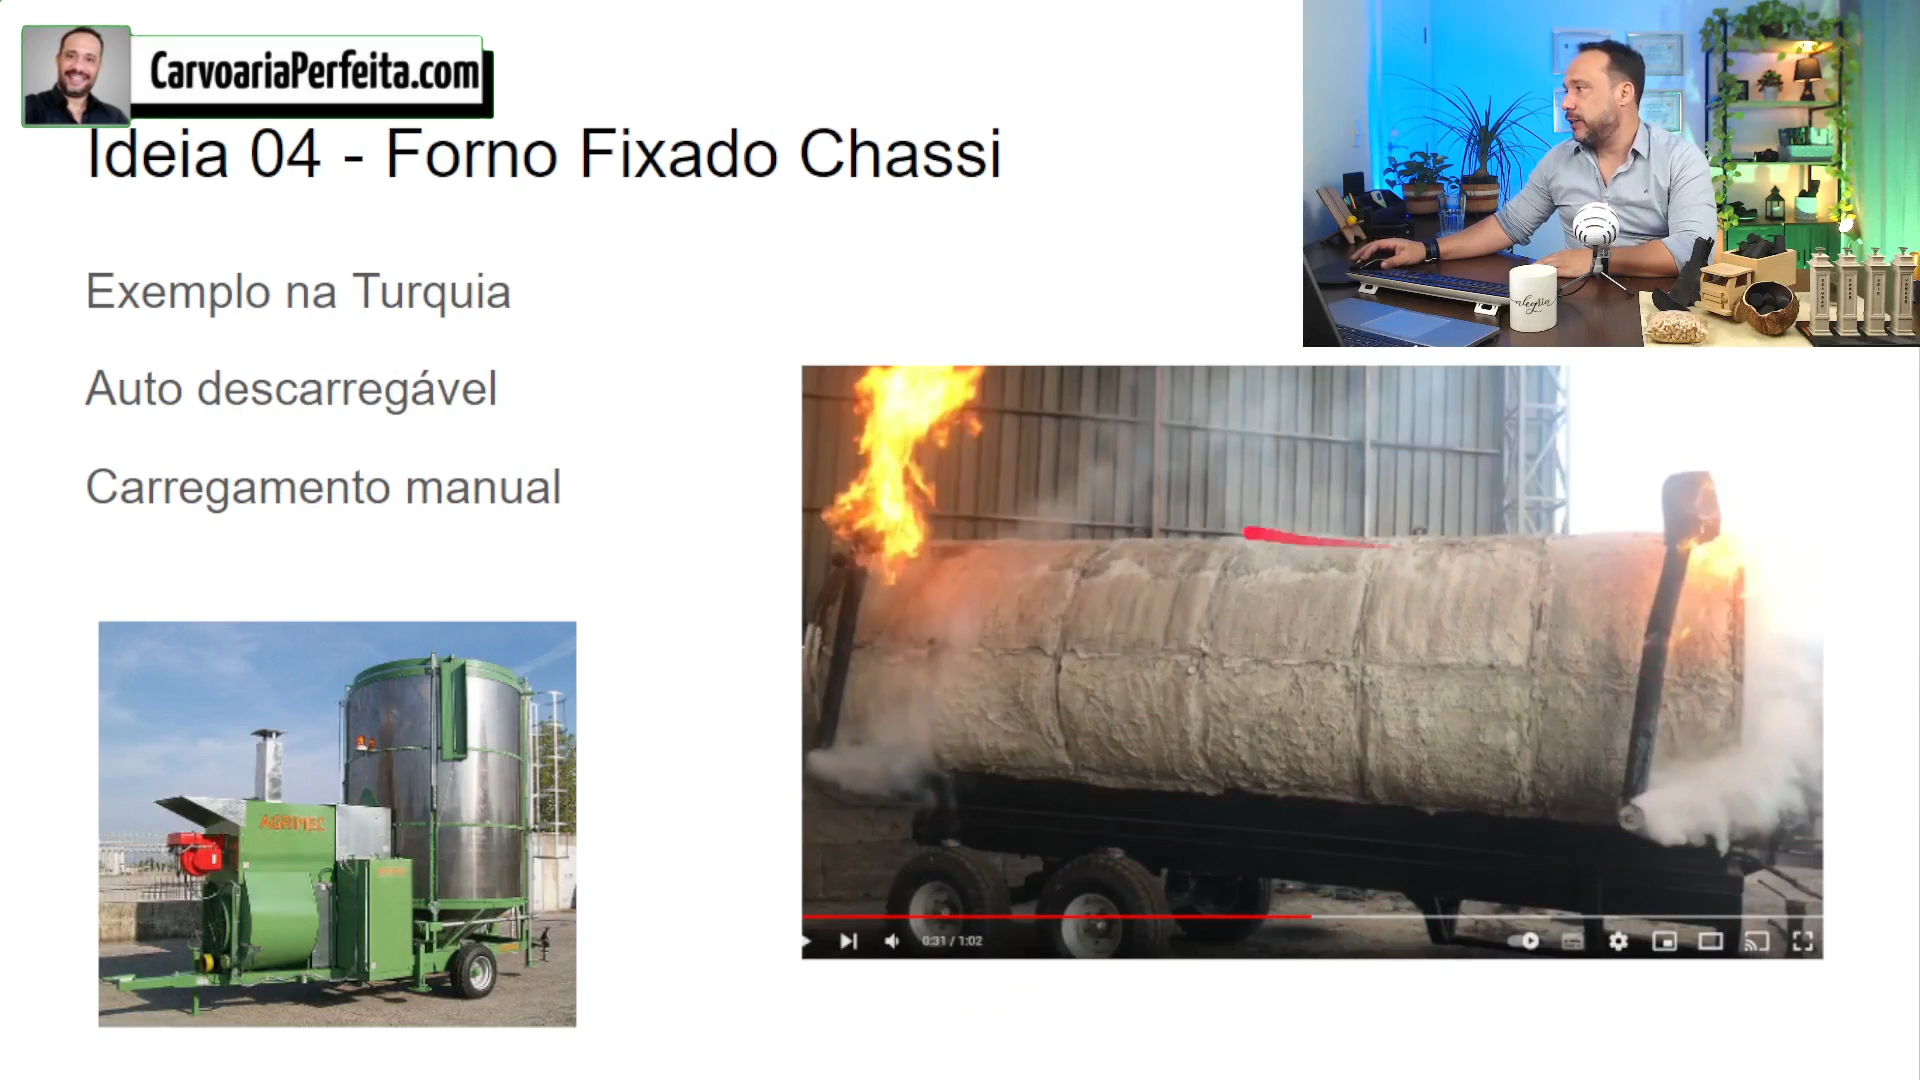 CarvoariaPerfeita.com
Ideia 04 - Forno Fixado Chassi
Exemplo na Turquia
Auto descarregável
Carregamento manual
alegria
AGRIMEC
0:31 / 1:02